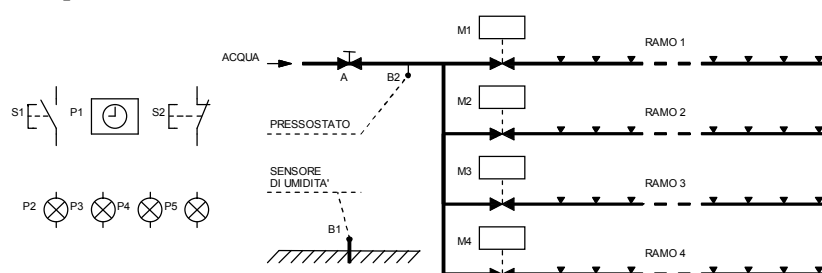 M1
RAMO 1
ACQUA
A
B2
S1
P1
S2
M2
RAMO 2
PRESSOSTATO
M3
RAMO 3
SENSORE
DI UMIDITA'
P2
P3
P4
P5
B1
M4
RAMO 4